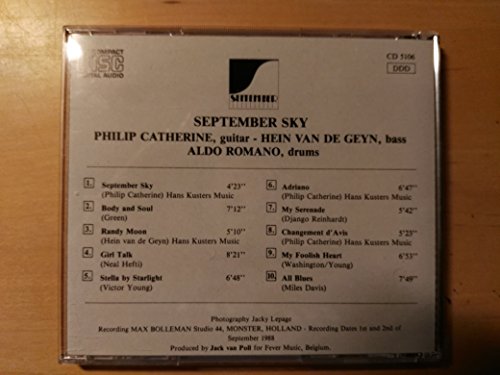 COMPACT
disc
DIGITAL AUDIO
SEPTEMBER
CD 5106
DDD
SEPTEMBER SKY
PHILIP CATHERINE, guitar - HEIN VAN DE GEYN, bass
ALDO ROMANO, drums
1. September Sky 4'23"
(Philip Catherine) Hans Kusters Music
2. Body and Soul 7'12"
(Green)
3. Randy Moon 5'10"
(Hein van de Geyn) Hans Kusters Music
4. Girl Talk 8'21"
(Neal Hefti)
5. Stella by Starlight 6'48"
(Victor Young)
6. Adriano 6'47"
(Philip Catherine) Hans Kusters Music
7. My Serenade 5'42"
(Django Reinhardt)
8. Changement d'Avis 5'25"
(Philip Catherine) Hans Kusters Music
9. My Foolish Heart 6'53"
(Washington/Young)
10. All Blues 7'49"
(Miles Davis)
Photography Jacky Lepage
Recording MAX BOLLEMAN Studio 44, MONSTER, HOLLAND - Recording Dates 1st and 2nd of
September 1988
Produced by Jack van Poll for Fever Music, Belgium.